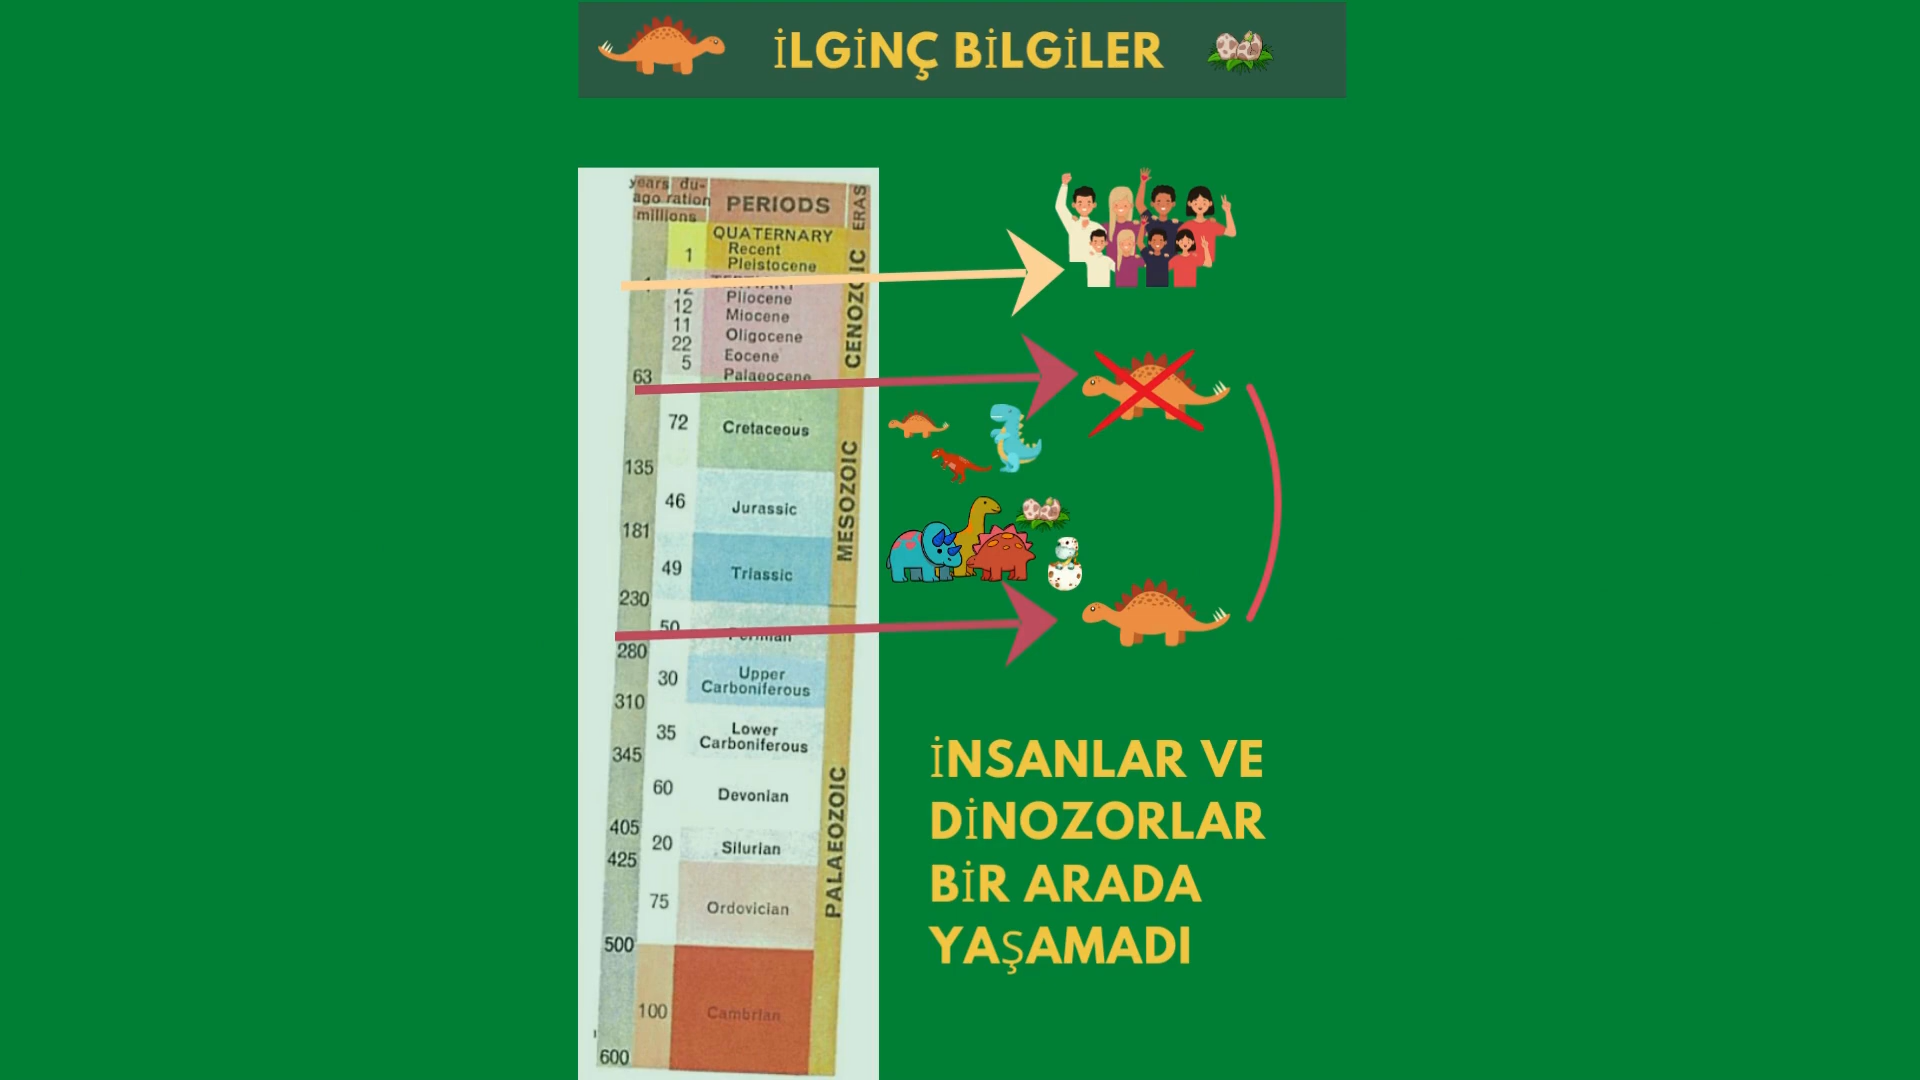 İLGİNÇ BİLGİLER
years du-
ago ration
millions
PERIODS
ERAS
QUATERNARY
1
Recent
Pleistocene
12
Pliocene
12
Miocene
11
Oligocene
22
Eocene
5
Palaeocene
CENOZOIC
63
72
Cretaceous
135
46
Jurassic
181
49
Triassic
230
MESOZOIC
50
Permian
280
30
Upper
Carboniferous
310
35
Lower
Carboniferous
345
60
Devonian
405
20
Silurian
425
75
Ordovician
500
100
Cambrian
600
PALAEOZOIC
İNSANLAR VE
DİNOZORLAR
BİR ARADA
YAŞAMADI